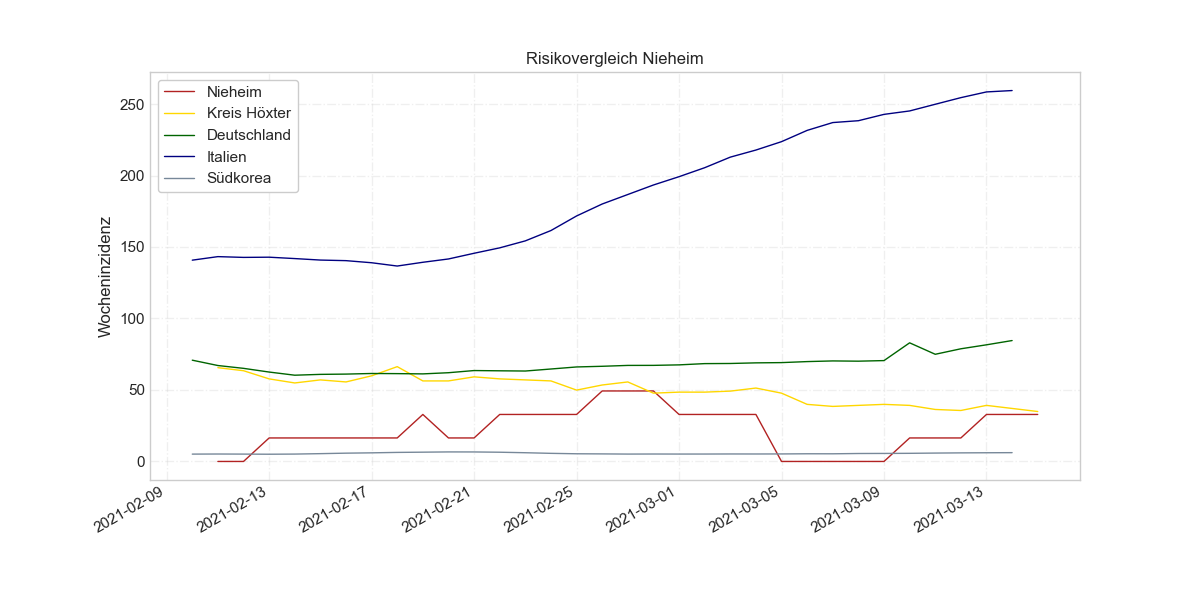 Risikovergleich Nieheim
Nieheim
Kreis Höxter
Deutschland
Italien
Südkorea
Wocheninzidenz
250
200
150
100
50
0
2021-02-09
2021-02-13
2021-02-17
2021-02-21
2021-02-25
2021-03-01
2021-03-05
2021-03-09
2021-03-13